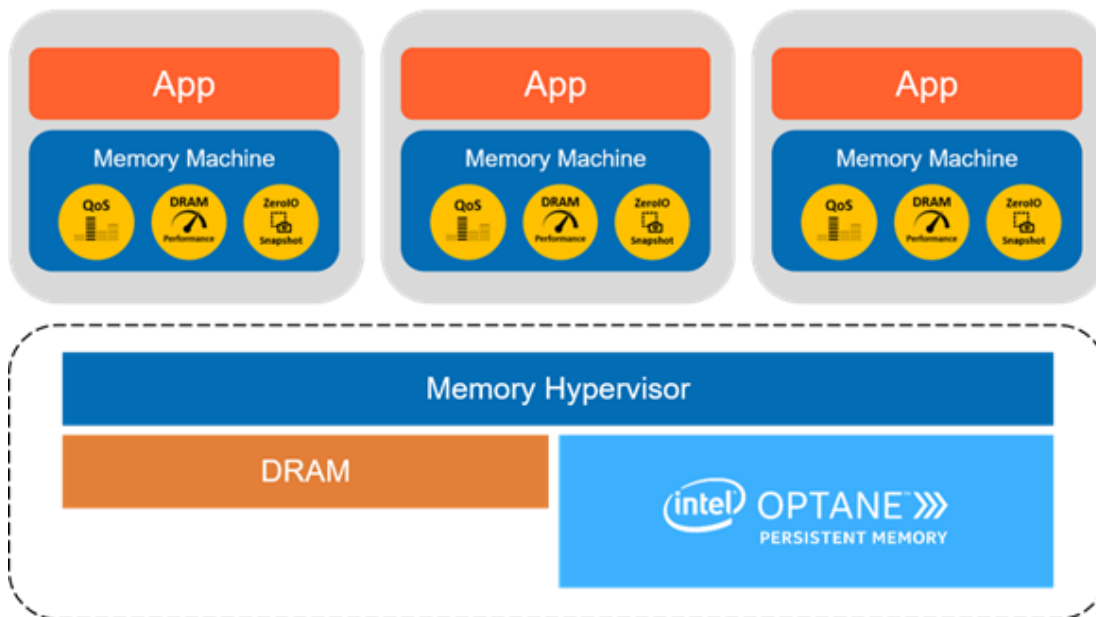 App
Memory Machine
QoS
DRAM
Performance
ZeroIO
Snapshot
App
Memory Machine
QoS
DRAM
Performance
ZeroIO
Snapshot
App
Memory Machine
QoS
DRAM
Performance
ZeroIO
Snapshot
Memory Hypervisor
DRAM
intel OPTANE™
PERSISTENT MEMORY